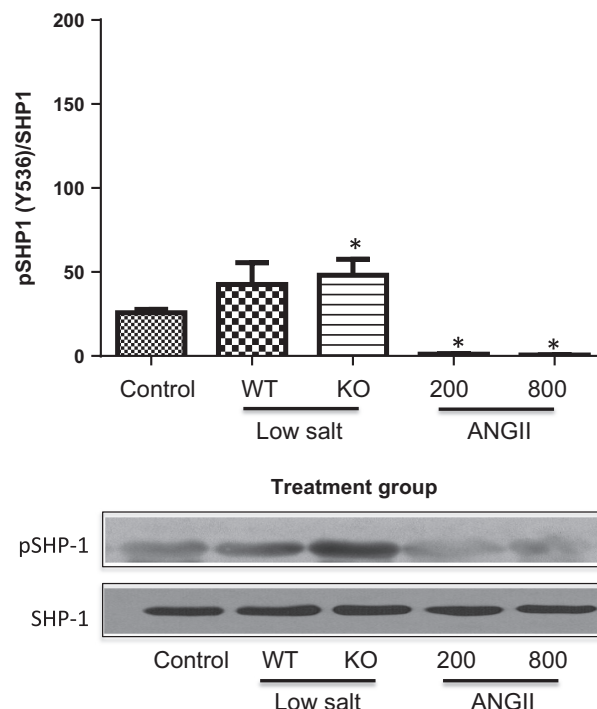 200
150
100
50
0
pSHP1 (Y536)/SHP1
* * *
Control WT KO 200 800
Low salt ANGII
Treatment group
pSHP-1
SHP-1
Control WT KO 200 800
Low salt ANGII